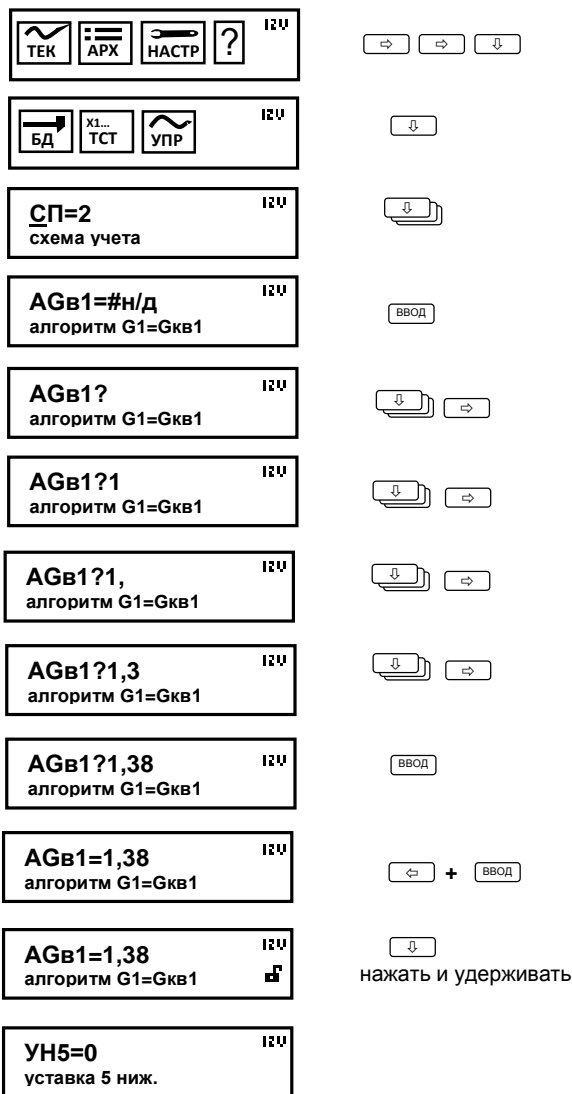 ТЕК АРХ НАСТР ? 12V
БД X1... ТСТ УПР 12V
СП=2 12V
схема учета
AGв1=#н/д 12V
алгоритм G1=Gкв1 ВВОД
AGв1? 12V
алгоритм G1=Gкв1
AGв1?1 12V
алгоритм G1=Gкв1
AGв1?1, 12V
алгоритм G1=Gкв1
AGв1?1,3 12V
алгоритм G1=Gкв1
AGв1?1,38 12V ВВОД
алгоритм G1=Gкв1
AGв1=1,38 12V
алгоритм G1=Gкв1 + ВВОД
AGв1=1,38 12V
алгоритм G1=Gкв1 нажать и удерживать
УН5=0 12V
уставка 5 ниж.